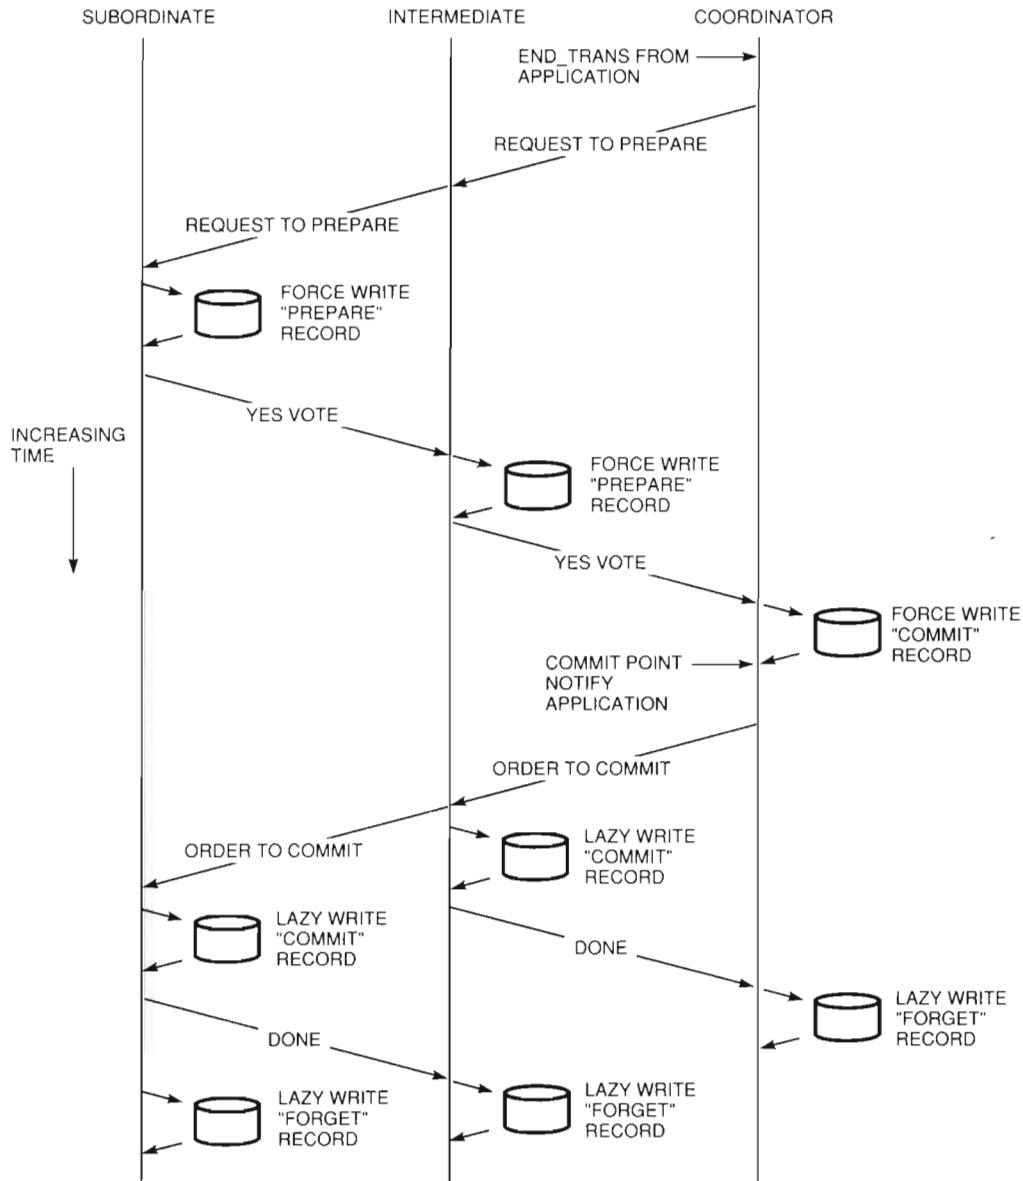 SUBORDINATE
INTERMEDIATE
COORDINATOR
END_TRANS FROM
APPLICATION
REQUEST TO PREPARE
REQUEST TO PREPARE
FORCE WRITE
"PREPARE"
RECORD
YES VOTE
INCREASING
TIME
FORCE WRITE
"PREPARE"
RECORD
YES VOTE
FORCE WRITE
"COMMIT"
RECORD
COMMIT POINT
NOTIFY
APPLICATION
ORDER TO COMMIT
ORDER TO COMMIT
LAZY WRITE
"COMMIT"
RECORD
LAZY WRITE
"COMMIT"
RECORD
DONE
LAZY WRITE
"FORGET"
RECORD
DONE
LAZY WRITE
"FORGET"
RECORD
LAZY WRITE
"FORGET"
RECORD